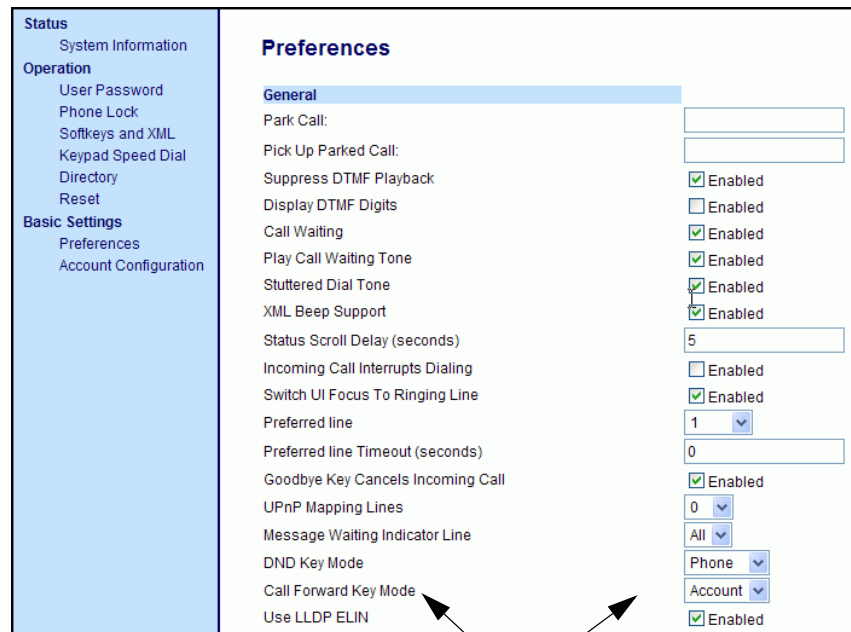 Status
System Information
Operation
User Password
Phone Lock
Softkeys and XML
Keypad Speed Dial
Directory
Reset
Basic Settings
Preferences
Account Configuration
Preferences
General
Park Call:
Pick Up Parked Call:
Suppress DTMF Playback Enabled
Display DTMF Digits Enabled
Call Waiting Enabled
Play Call Waiting Tone Enabled
Stuttered Dial Tone Enabled
XML Beep Support Enabled
Status Scroll Delay (seconds) 5
Incoming Call Interrupts Dialing Enabled
Switch UI Focus To Ringing Line Enabled
Preferred line 1
Preferred line Timeout (seconds) 0
Goodbye Key Cancels Incoming Call Enabled
UPnP Mapping Lines 0
Message Waiting Indicator Line All
DND Key Mode Phone
Call Forward Key Mode Account
Use LLDP ELIN Enabled